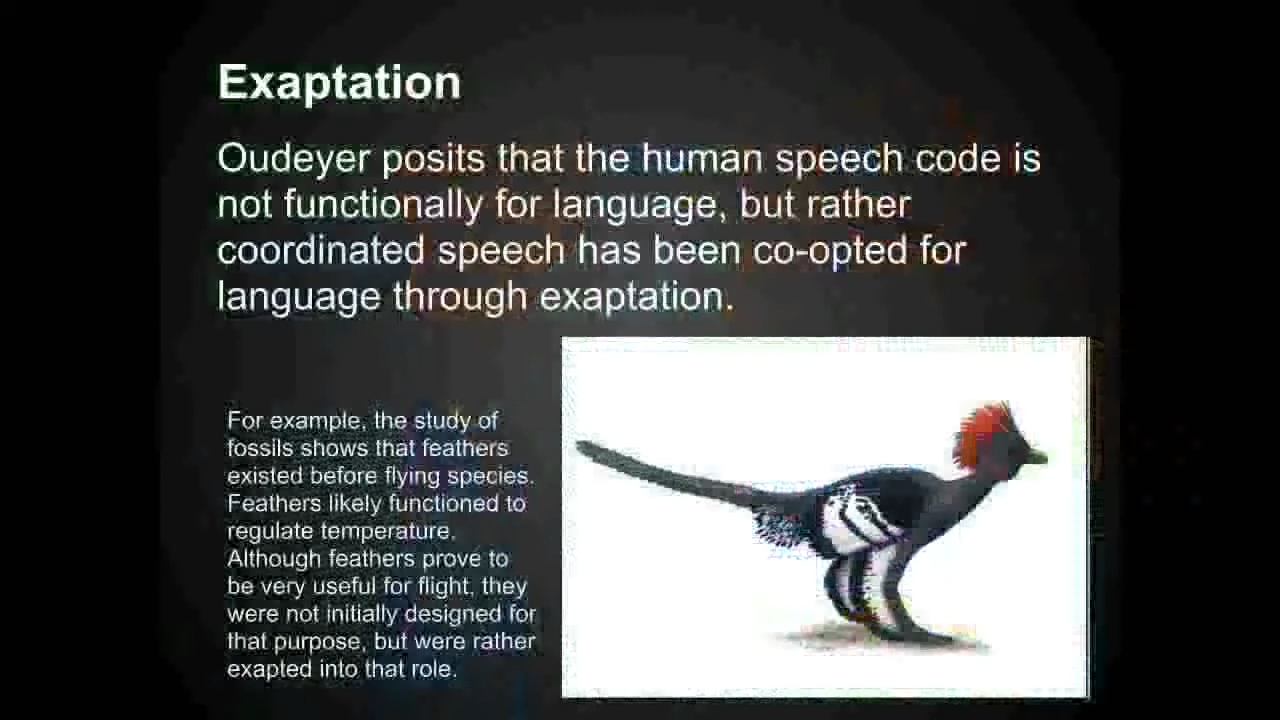 Exaptation
Oudeyer posits that the human speech code is
not functionally for language, but rather
coordinated speech has been co-opted for
language through exaptation.
For example, the study of
fossils shows that feathers
existed before flying species.
Feathers likely functioned to
regulate temperature.
Although feathers prove to
be very useful for flight, they
were not initially designed for
that purpose, but were rather
exapted into that role.